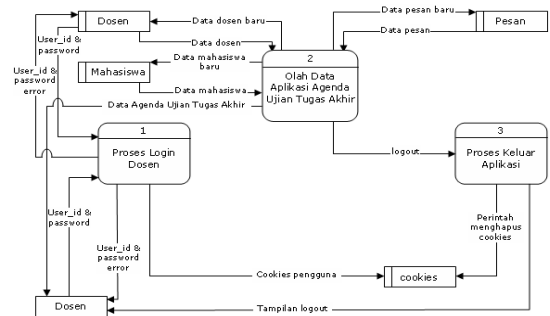 Dosen
Data dosen baru
Data dosen
Data pesan baru
Data pesan
Pesan
User_id &
password
User_id &
password
error
Mahasiswa
Data mahasiswa
baru
Data mahasiswa
Data Agenda Ujian Tugas Akhir
2
Olah Data
Aplikasi Agenda
Ujian Tugas Akhir
1
Proses Login
Dosen
logout
3
Proses Keluar
Aplikasi
User_id &
password
User_id &
password
error
Perintah
menghapus
cookies
Cookies pengguna
cookies
Dosen
Tampilan logout